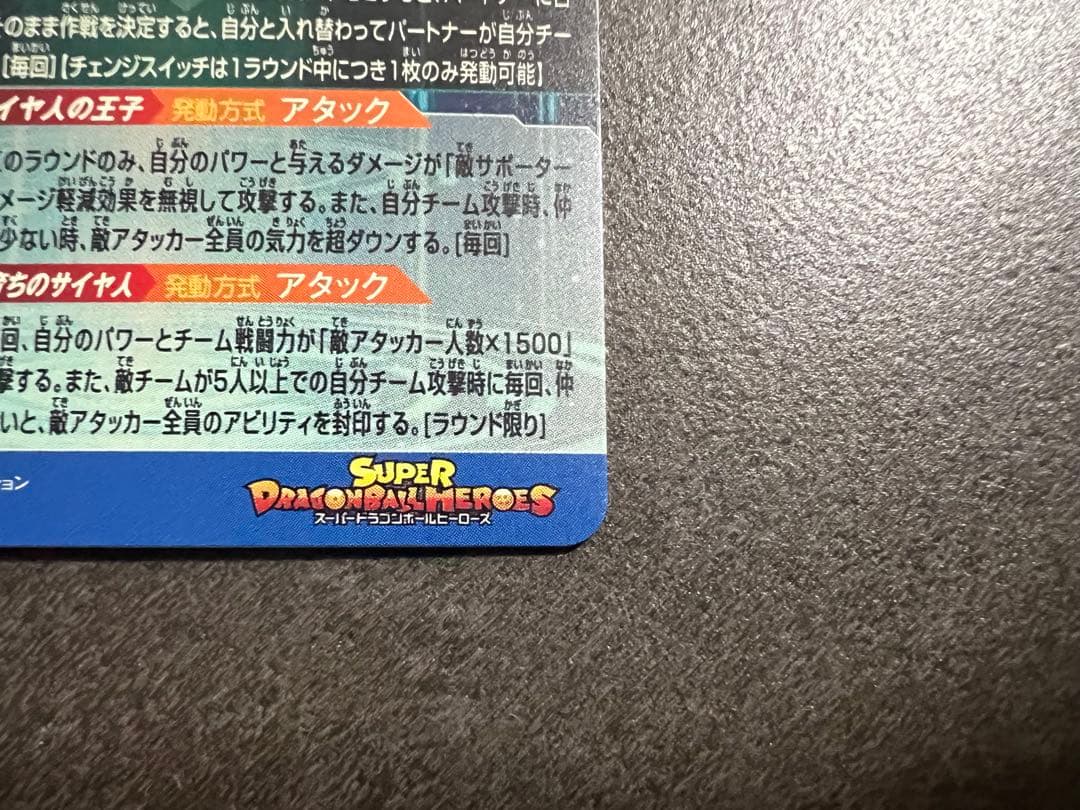 そのまま作戦を決定すると、自分と入れ替わってパートナーが自分チー
[毎回]【チェンジスイッチは1ラウンド中につき1枚のみ発動可能】
イヤ人の王子 発動方式 アタック
のラウンドのみ、自分のパワーと与えるダメージが「敵サポーター
メージ軽減効果を無視して攻撃する。また、自分チーム攻撃時、仲
少ない時、敵アタッカー全員の気力を超ダウンする。[毎回]
育ちのサイヤ人 発動方式 アタック
回、自分のパワーとチーム戦闘力が「敵アタッカー人数×1500」
撃する。また、敵チームが5人以上での自分チーム攻撃時に毎回、仲
いと、敵アタッカー全員のアビリティを封印する。[ラウンド限り]
ション
SUPER
DRAGONBALL HEROES
スーパードラゴンボールヒーローズ